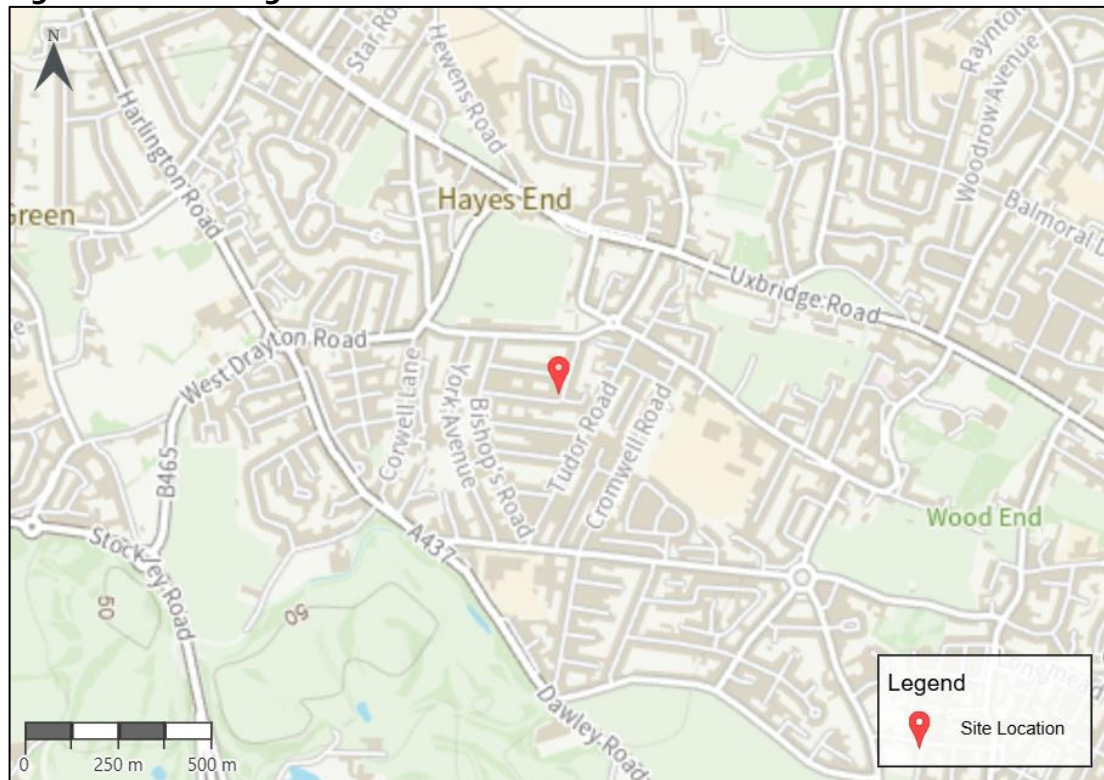 N
Star Ro
Hewens Road
Raynton
Woodrow Avenue
Harlington Road
Hayes End
Balmoral D
Green
Uxbridge Road
West Drayton Road
Corwell Lane
York Avenue
Bishop's Road
Tudor Road
Cromwell Road
B465
Wood End
A437
Stockley Road
50
50
Longmead
Dawley Road
Legend
Site Location
0 250 m 500 m